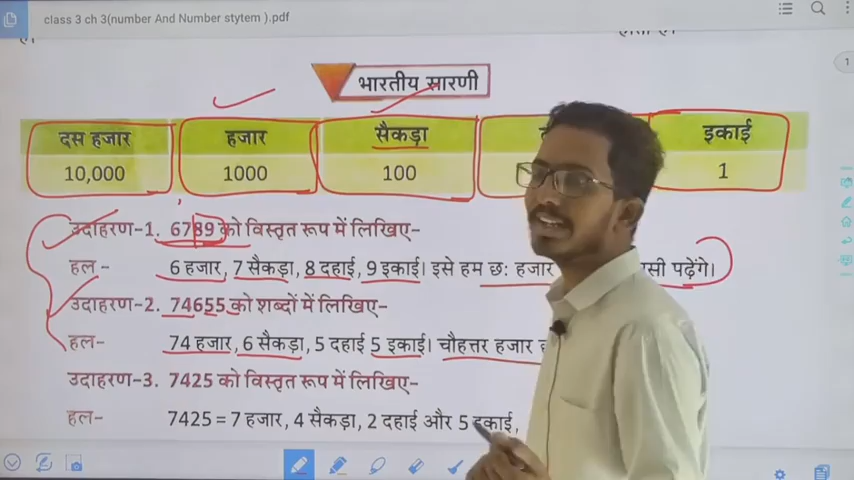 class 3 ch 3(number And Number stytem ).pdf
1
भारतीय सारणी
दस हजार हजार सैकड़ा इकाई
10,000 1000 100 1
उदाहरण-1. 6789 को विस्तृत रूप में लिखिए-
हल- 6 हजार, 7 सैकड़ा, 8 दहाई, 9 इकाई। इसे हम छः हजार सी पढ़ेंगे।
उदाहरण-2. 74655 को शब्दों में लिखिए-
हल- 74 हजार, 6 सैकड़ा, 5 दहाई 5 इकाई। चौहत्तर हजार
उदाहरण-3. 7425 को विस्तृत रूप में लिखिए-
हल- 7425 = 7 हजार, 4 सैकड़ा, 2 दहाई और 5 इकाई,